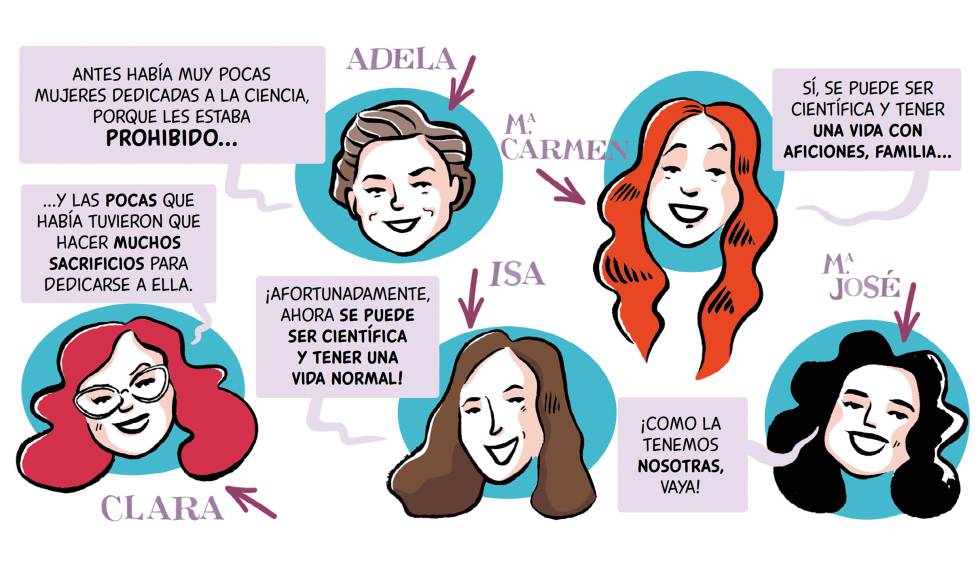 ADELA
ANTES HABÍA MUY POCAS
MUJERES DEDICADAS A LA CIENCIA,
PORQUE LES ESTABA
PROHIBIDO...
...Y LAS POCAS QUE
HABÍA TUVIERON QUE
HACER MUCHOS
SACRIFICIOS PARA
DEDICARSE A ELLA.
CLARA
ISA
¡AFORTUNADAMENTE,
AHORA SE PUEDE
SER CIENTÍFICA
Y TENER UNA
VIDA NORMAL!
Mª.
CARMEN
SÍ, SE PUEDE SER
CIENTÍFICA Y TENER
UNA VIDA CON
AFICIONES, FAMILIA...
Mª.
JOSÉ
¡COMO LA
TENEMOS
NOSOTRAS,
VAYA!